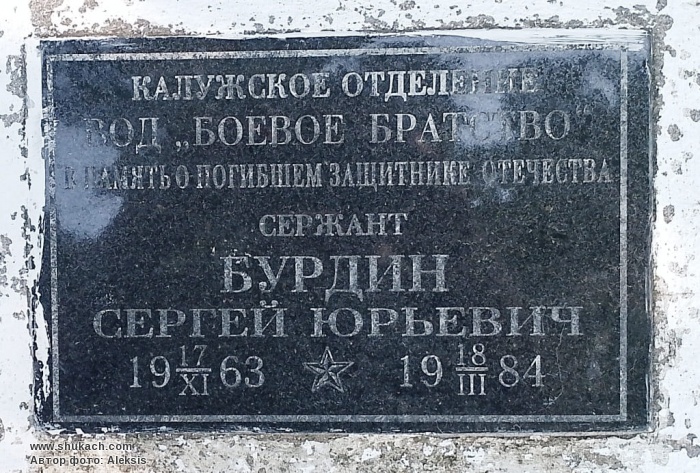 КАЛУЖСКОЕ ОТДЕЛЕНИЕ
ВОД „БОЕВОЕ БРАТСТВО“
В ПАМЯТЬ О ПОГИБШЕМ ЗАЩИТНИКЕ ОТЕЧЕСТВА
СЕРЖАНТ
БУРДИН
СЕРГЕЙ ЮРЬЕВИЧ
19 17/XI 63 ☆ 19 18/III 84
www.shukach.com
Автор фото: Aleksis